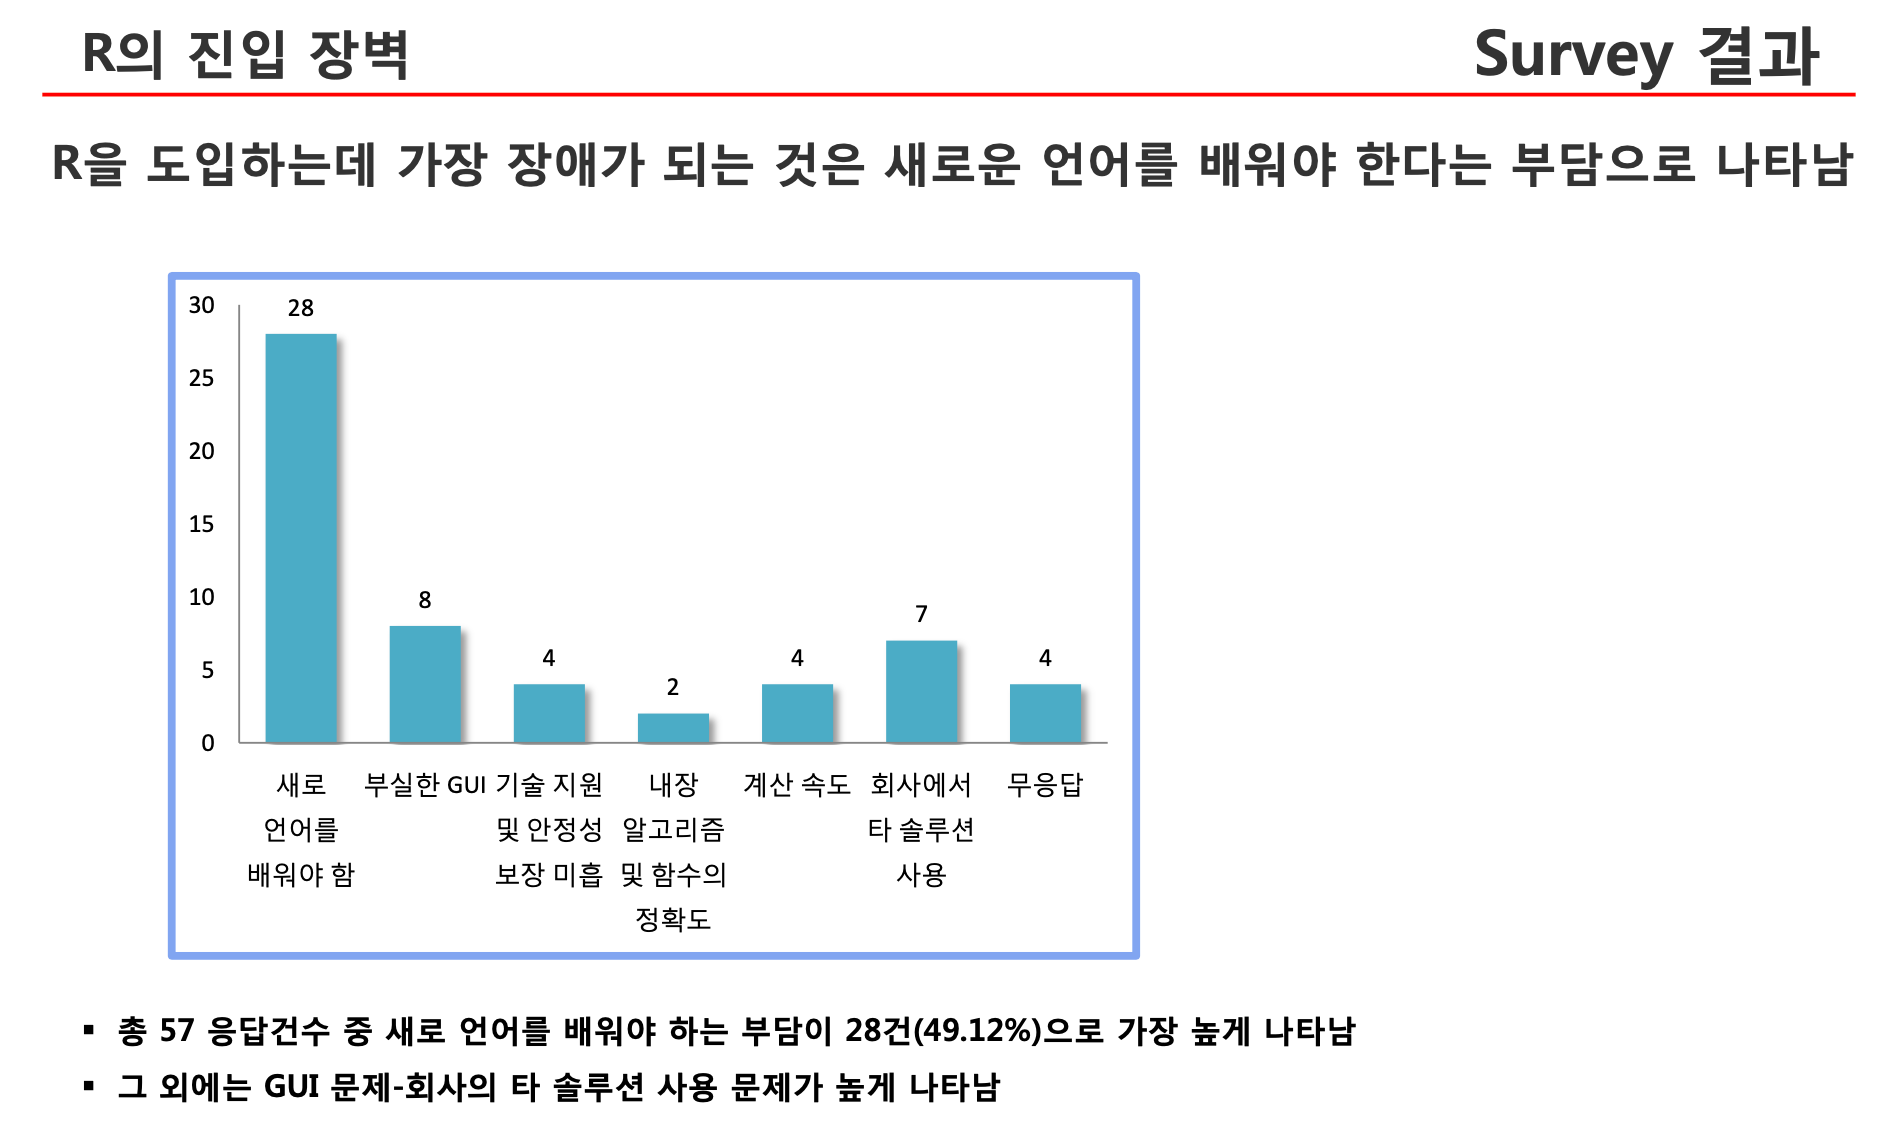 R의 진입 장벽
Survey 결과
R을 도입하는데 가장 장애가 되는 것은 새로운 언어를 배워야 한다는 부담으로 나타남
30
25
20
15
10
5
0
28
8
4
2
4
7
4
새로
언어를
배워야 함
부실한 GUI
기술 지원
및 안정성
보장 미흡
내장
알고리즘
및 함수의
정확도
계산 속도
회사에서
타 솔루션
사용
무응답
▪ 총 57 응답건수 중 새로 언어를 배워야 하는 부담이 28건(49.12%)으로 가장 높게 나타남
▪ 그 외에는 GUI 문제-회사의 타 솔루션 사용 문제가 높게 나타남